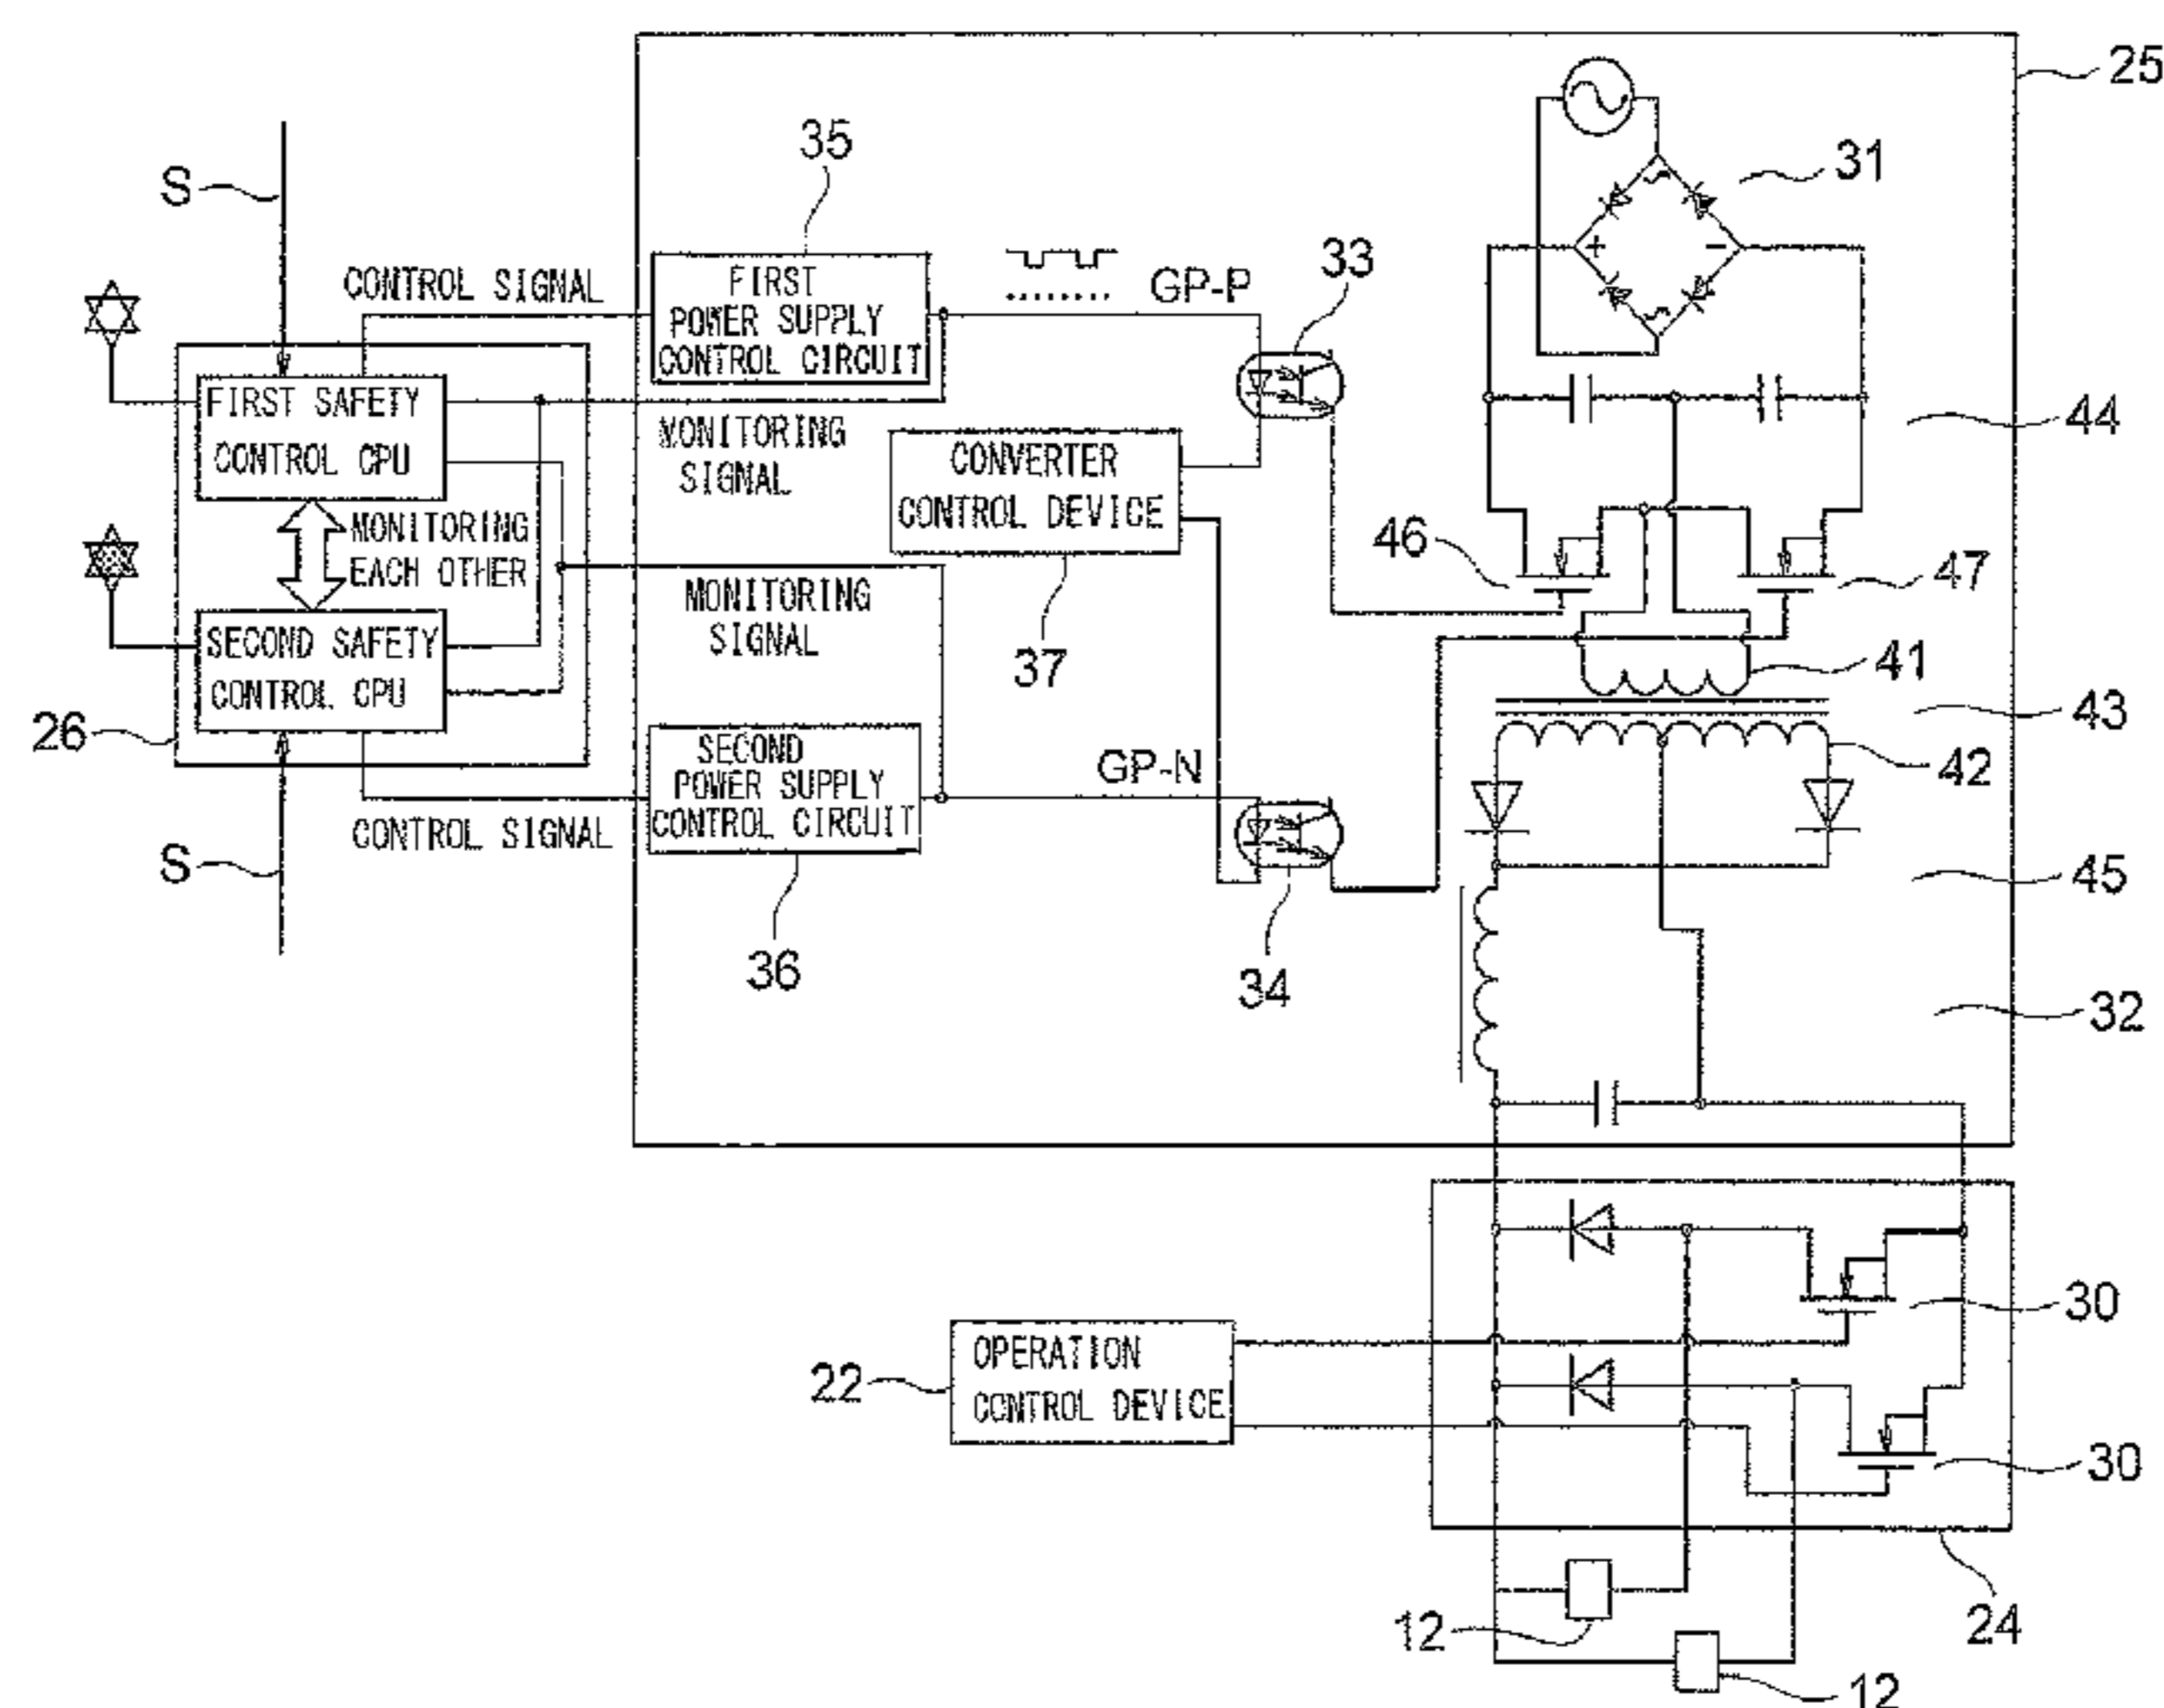 25
35
31
S
FIRST
POWER SUPPLY
CONTROL CIRCUIT
GP-P
33
CONTROL SIGNAL
+
−
FIRST SAFETY
CONTROL CPU
MONITORING
SIGNAL
CONVERTER
CONTROL DEVICE
44
MONITORING
EACH OTHER
46
47
MONITORING
SIGNAL
SECOND SAFETY
CONTROL CPU
37
41
26
43
SECOND
POWER SUPPLY
CONTROL CIRCUIT
GP-N
42
CONTROL SIGNAL
S
45
36
34
32
30
OPERATION
CONTROL DEVICE
22
30
12
24
12